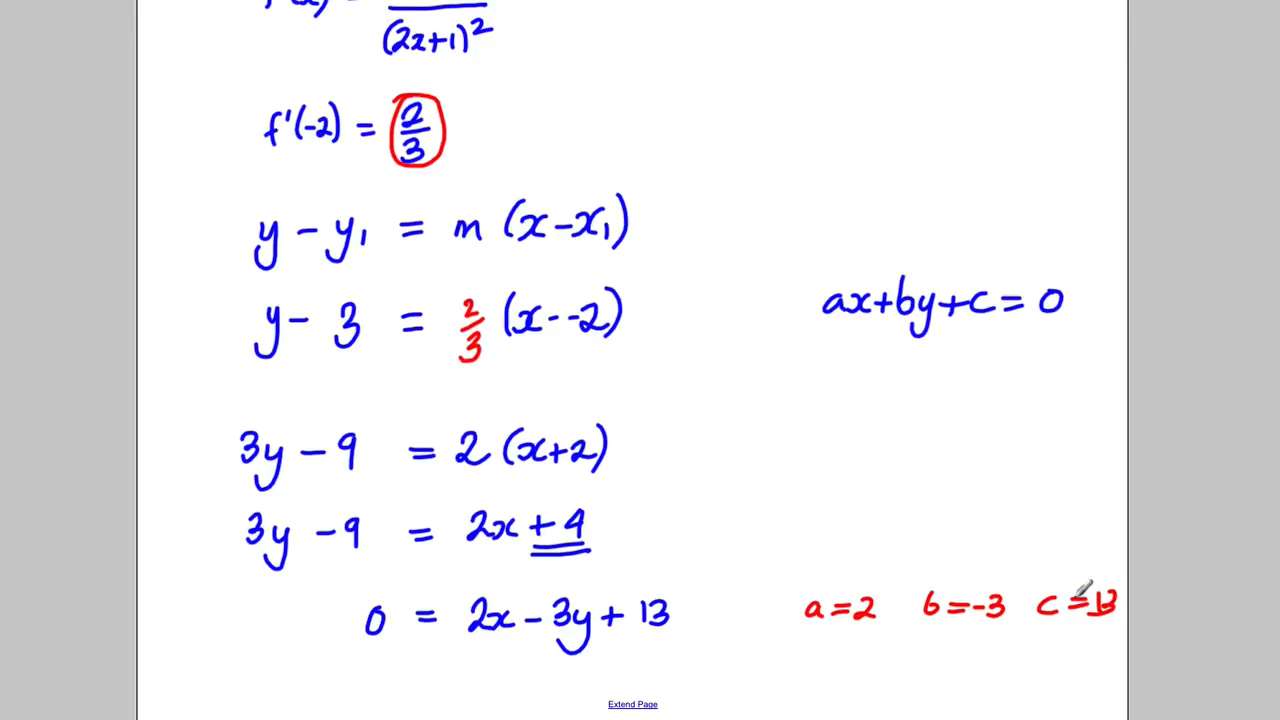 (2x+1)²
f'(-2) = 2/3
y - y₁ = m (x-x₁)
y - 3 = 2/3 (x--2)
ax+by+c = 0
3y - 9 = 2 (x+2)
3y - 9 = 2x + 4
0 = 2x - 3y + 13
a = 2 b = -3 c = 13
Extend Page